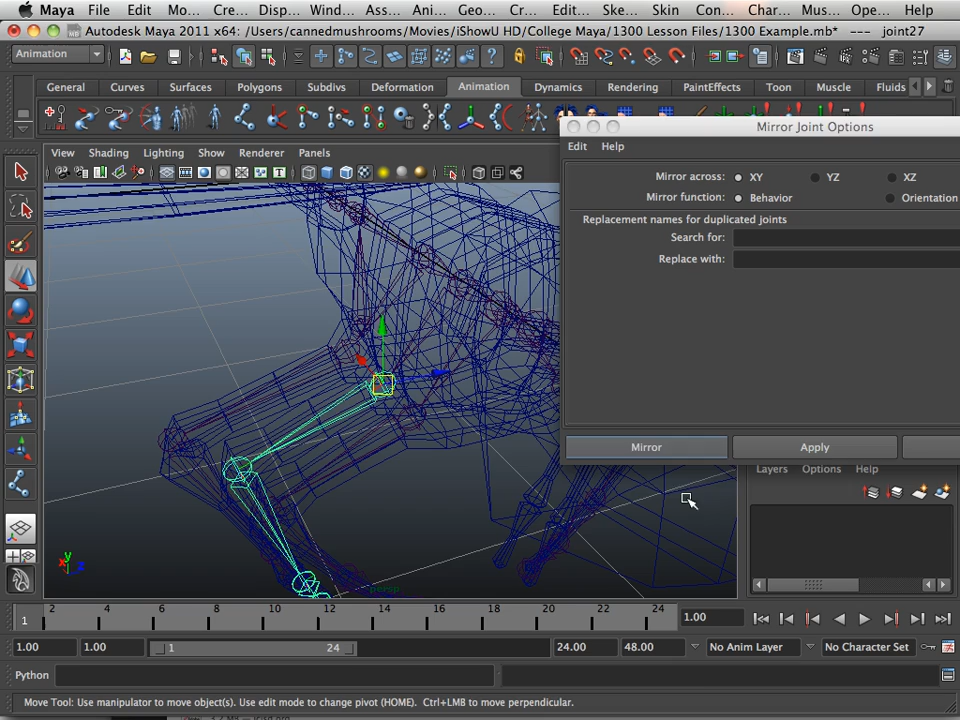 Maya File Edit Mo... Cre... Disp... Wind... Ass... Ani... Geo... Cr... Edit... Ske... Skin Con... Char... Mus... Ope... Help
Autodesk Maya 2011 x64: /Users/cannedmushrooms/Movies/iShowU HD/College Maya/1300 Lesson Files/1300 Example.mb* --- joint27
Animation
General Curves Surfaces Polygons Subdivs Deformation Animation Dynamics Rendering PaintEffects Toon Muscle Fluids
Mirror Joint Options
Edit Help
View Shading Lighting Show Renderer Panels
Mirror across: XY YZ XZ
Mirror function: Behavior Orientation
Replacement names for duplicated joints
Search for:
Replace with:
Mirror Apply
Layers Options Help
y
x z
persp
2 4 6 8 10 12 14 16 18 20 22 24
1 1.00
1.00 1.00 1 24 24.00 48.00 No Anim Layer No Character Set
Python
Move Tool: Use manipulator to move object(s). Use edit mode to change pivot (HOME). Ctrl+LMB to move perpendicular.